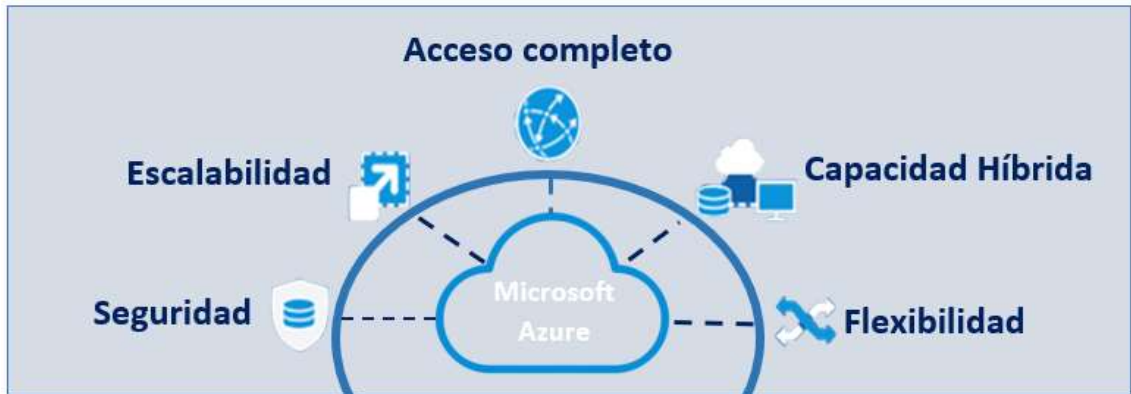 Acceso completo
Escalabilidad
Capacidad Híbrida
Microsoft
Azure
Seguridad
Flexibilidad